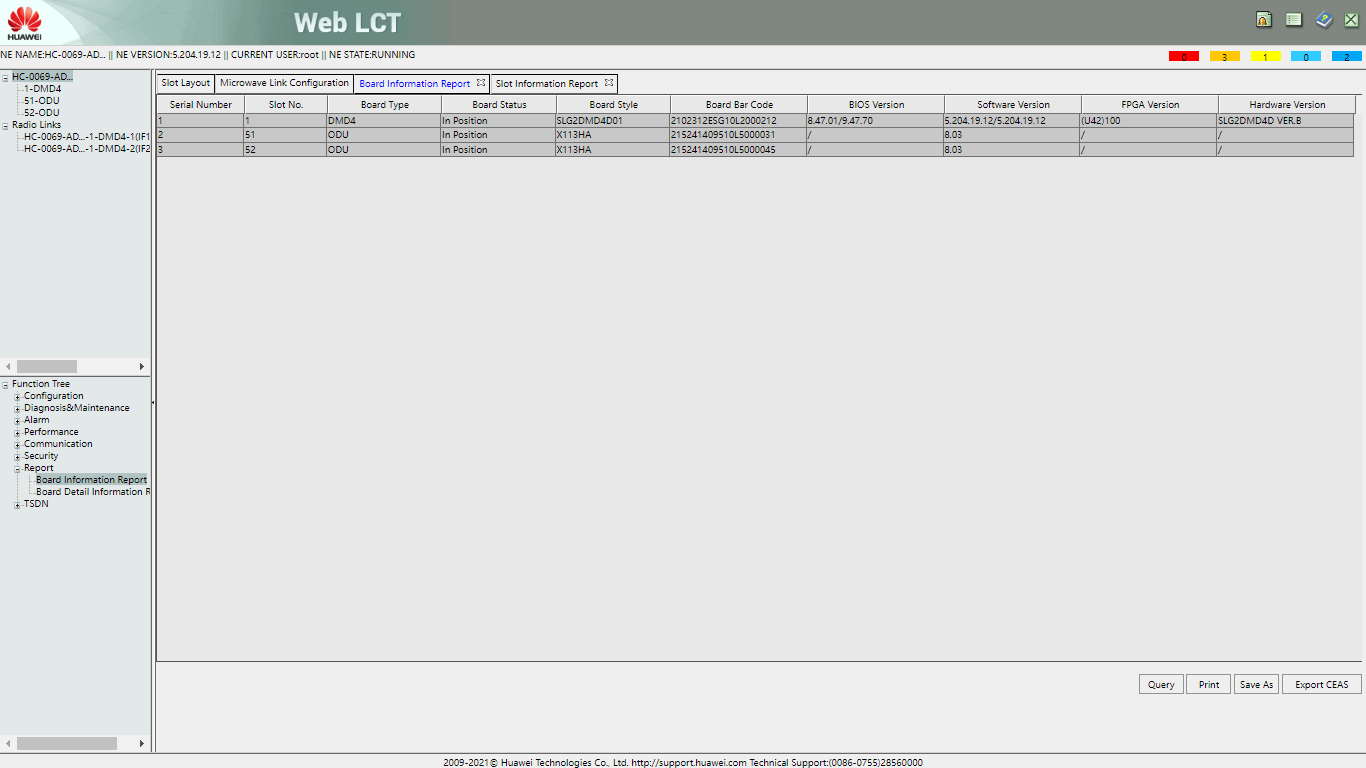 HUAWEI
Web LCT
NE NAME:HC-0069-AD... || NE VERSION:5.204.19.12 || CURRENT USER:root || NE STATE:RUNNING
0 3 1 0 2
HC-0069-AD...
1-DMD4
51-ODU
52-ODU
Radio Links
HC-0069-AD...-1-DMD4-1(IF1
HC-0069-AD...-1-DMD4-2(IF2
Slot Layout Microwave Link Configuration Board Information Report Slot Information Report
Serial Number Slot No. Board Type Board Status Board Style Board Bar Code BIOS Version Software Version FPGA Version Hardware Version
1 1 DMD4 In Position SLG2DMD4D01 2102312ESG10L2000212 8.47.01/9.47.70 5.204.19.12/5.204.19.12 (U42)100 SLG2DMD4D VER.B
2 51 ODU In Position X113HA 215241409510L5000031 / 8.03 / /
3 52 ODU In Position X113HA 215241409510L5000045 / 8.03 / /
Function Tree
Configuration
Diagnosis&Maintenance
Alarm
Performance
Communication
Security
Report
Board Information Report
Board Detail Information R
TSDN
Query Print Save As Export CEAS
2009-2021© Huawei Technologies Co., Ltd. http://support.huawei.com Technical Support:(0086-0755)28560000